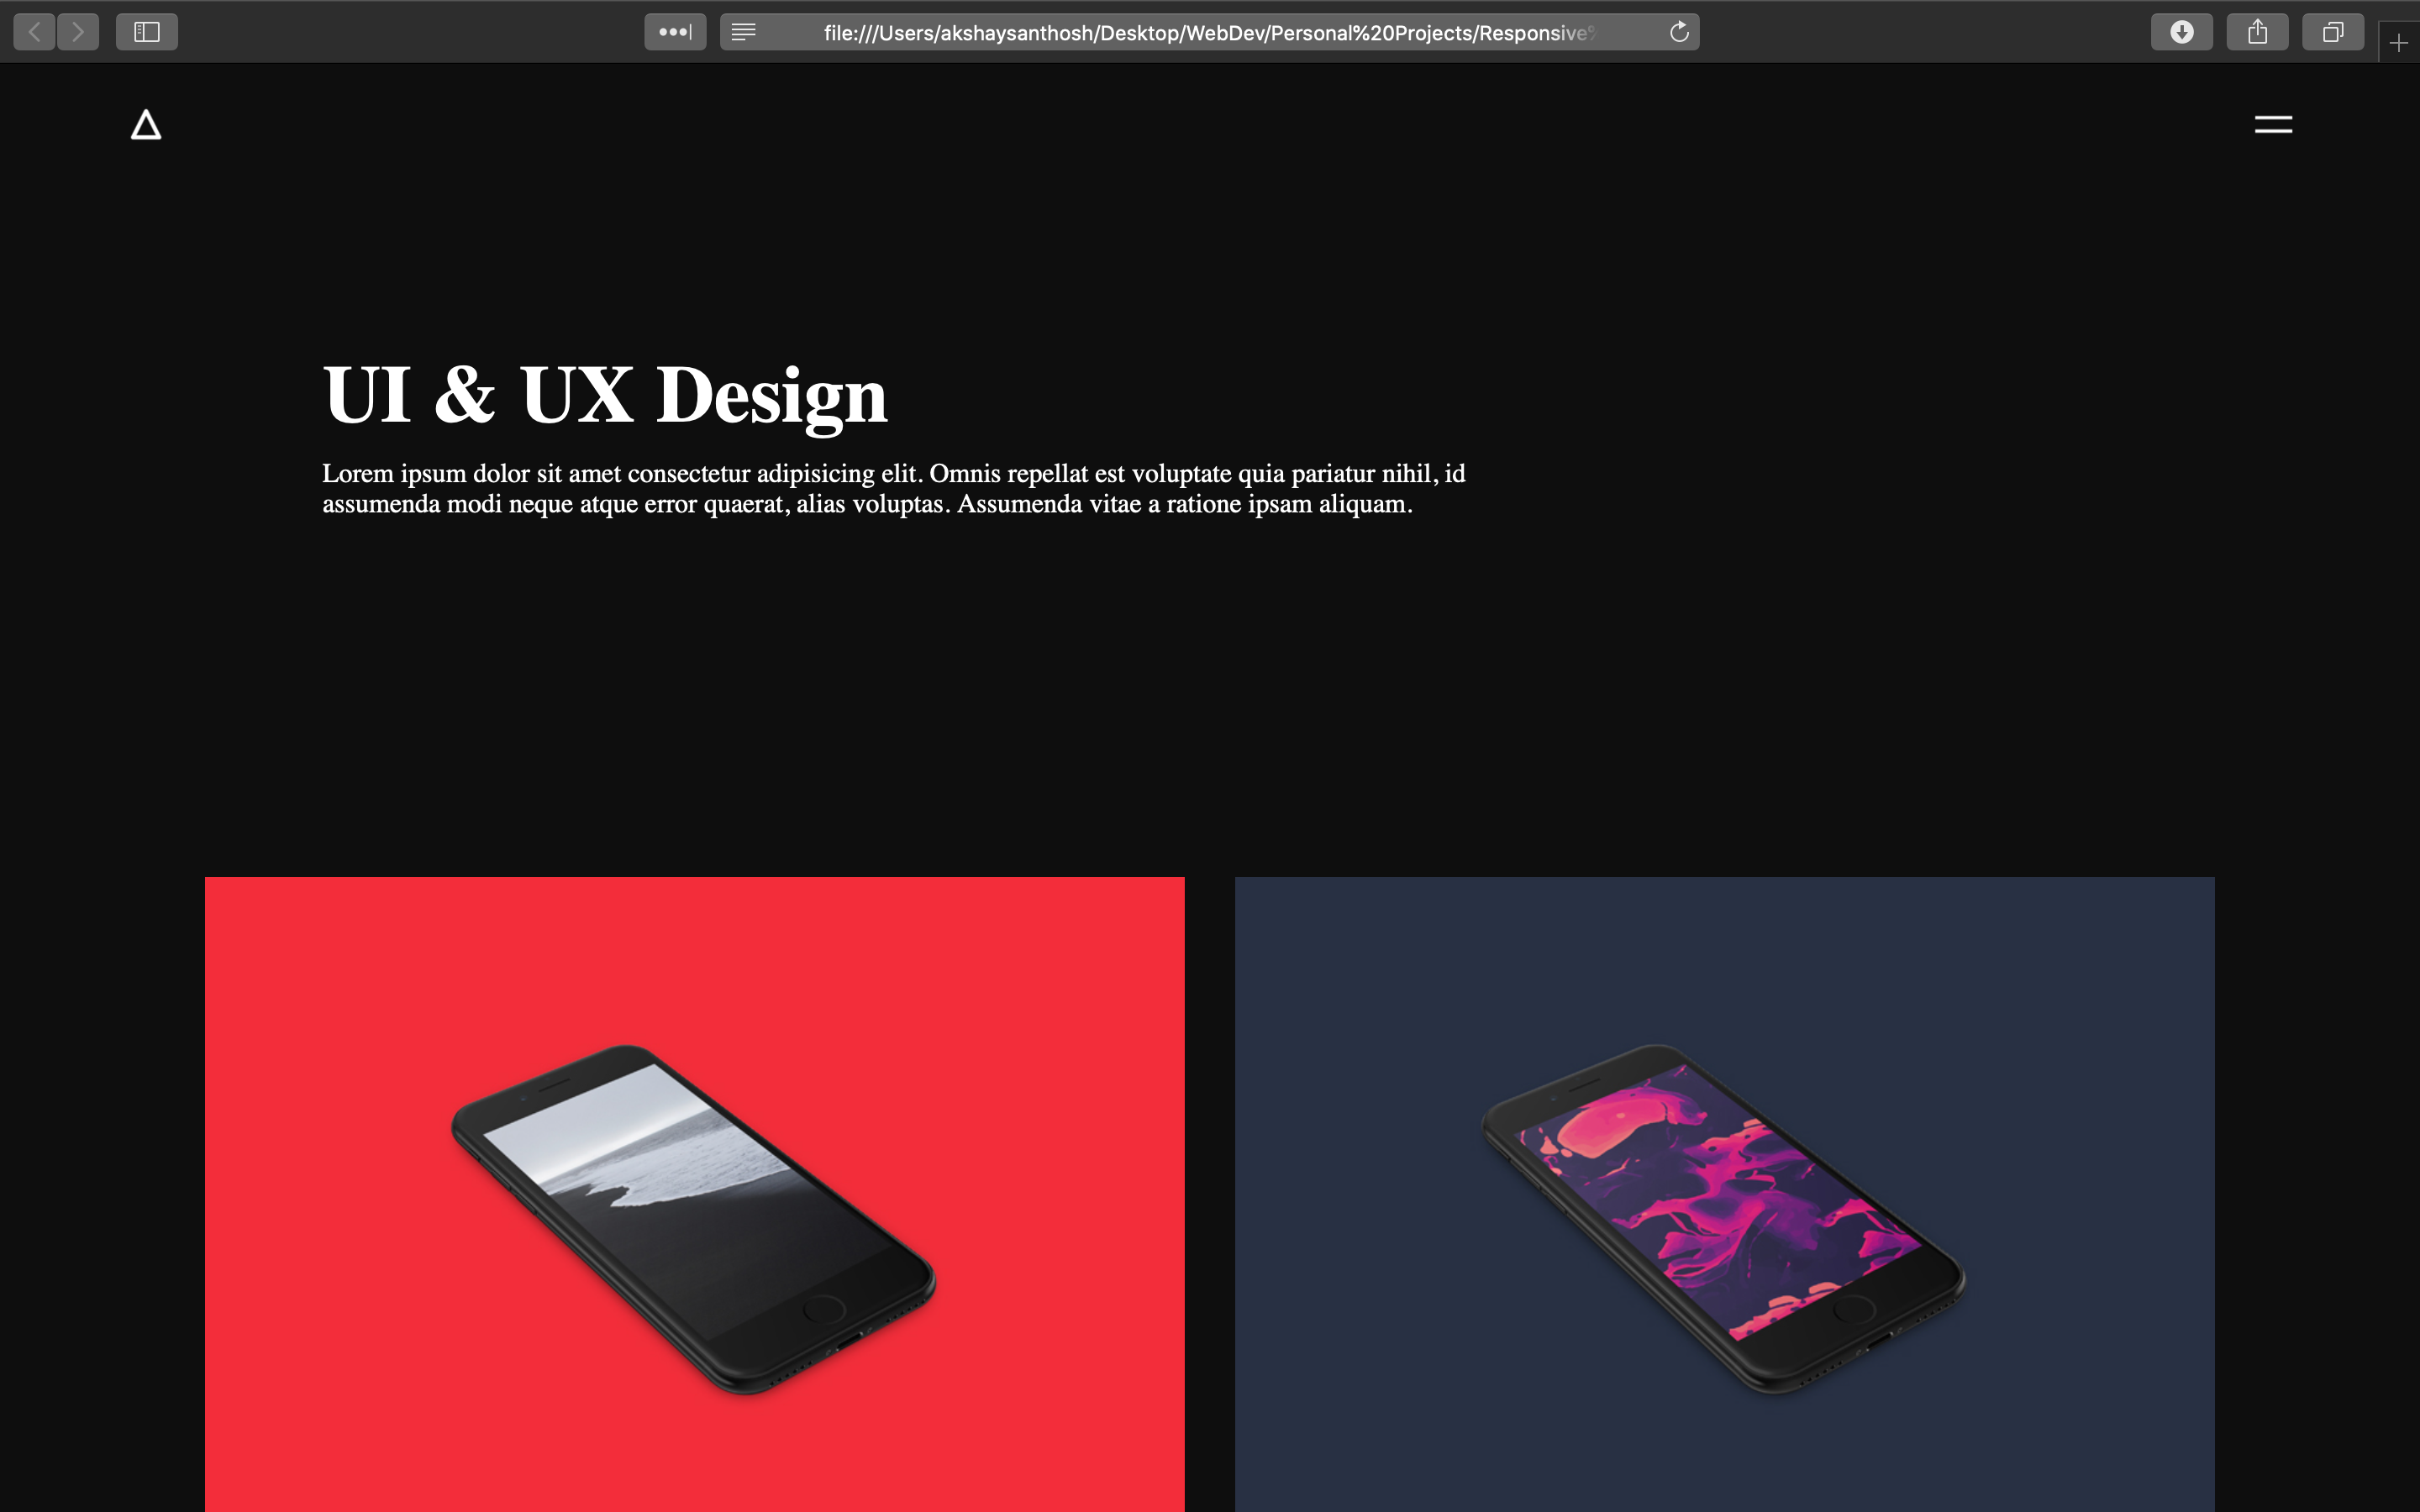 file:///Users/akshaysanthosh/Desktop/WebDev/Personal%20Projects/Responsive%
UI & UX Design
Lorem ipsum dolor sit amet consectetur adipisicing elit. Omnis repellat est voluptate quia pariatur nihil, id
assumenda modi neque atque error quaerat, alias voluptas. Assumenda vitae a ratione ipsam aliquam.